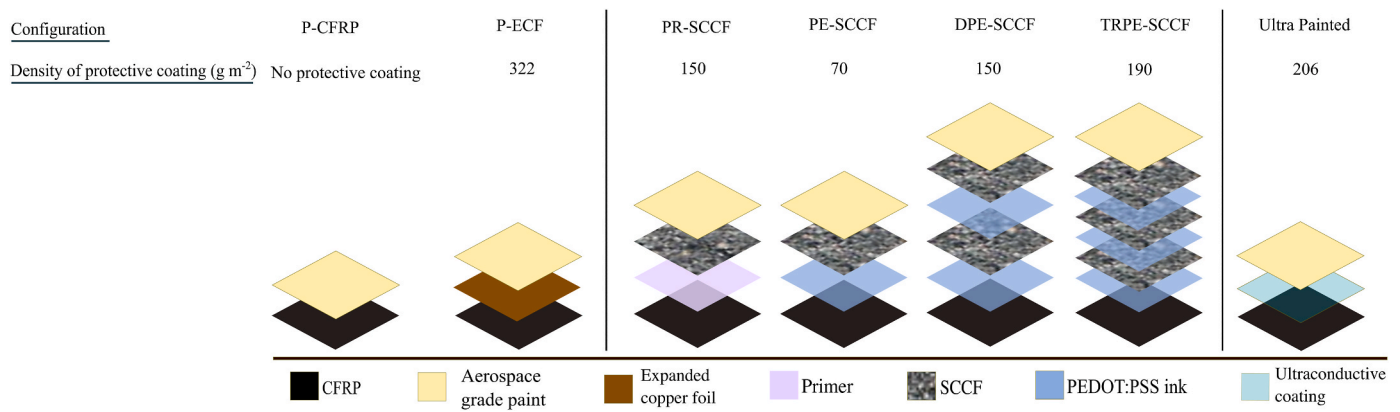 Configuration P-CFRP P-ECF PR-SCCF PE-SCCF DPE-SCCF TRPE-SCCF Ultra Painted
Density of protective coating (g m-2) No protective coating 322 150 70 150 190 206
CFRP
Aerospace
grade paint
Expanded
copper foil
Primer
SCCF
PEDOT:PSS ink
Ultraconductive
coating